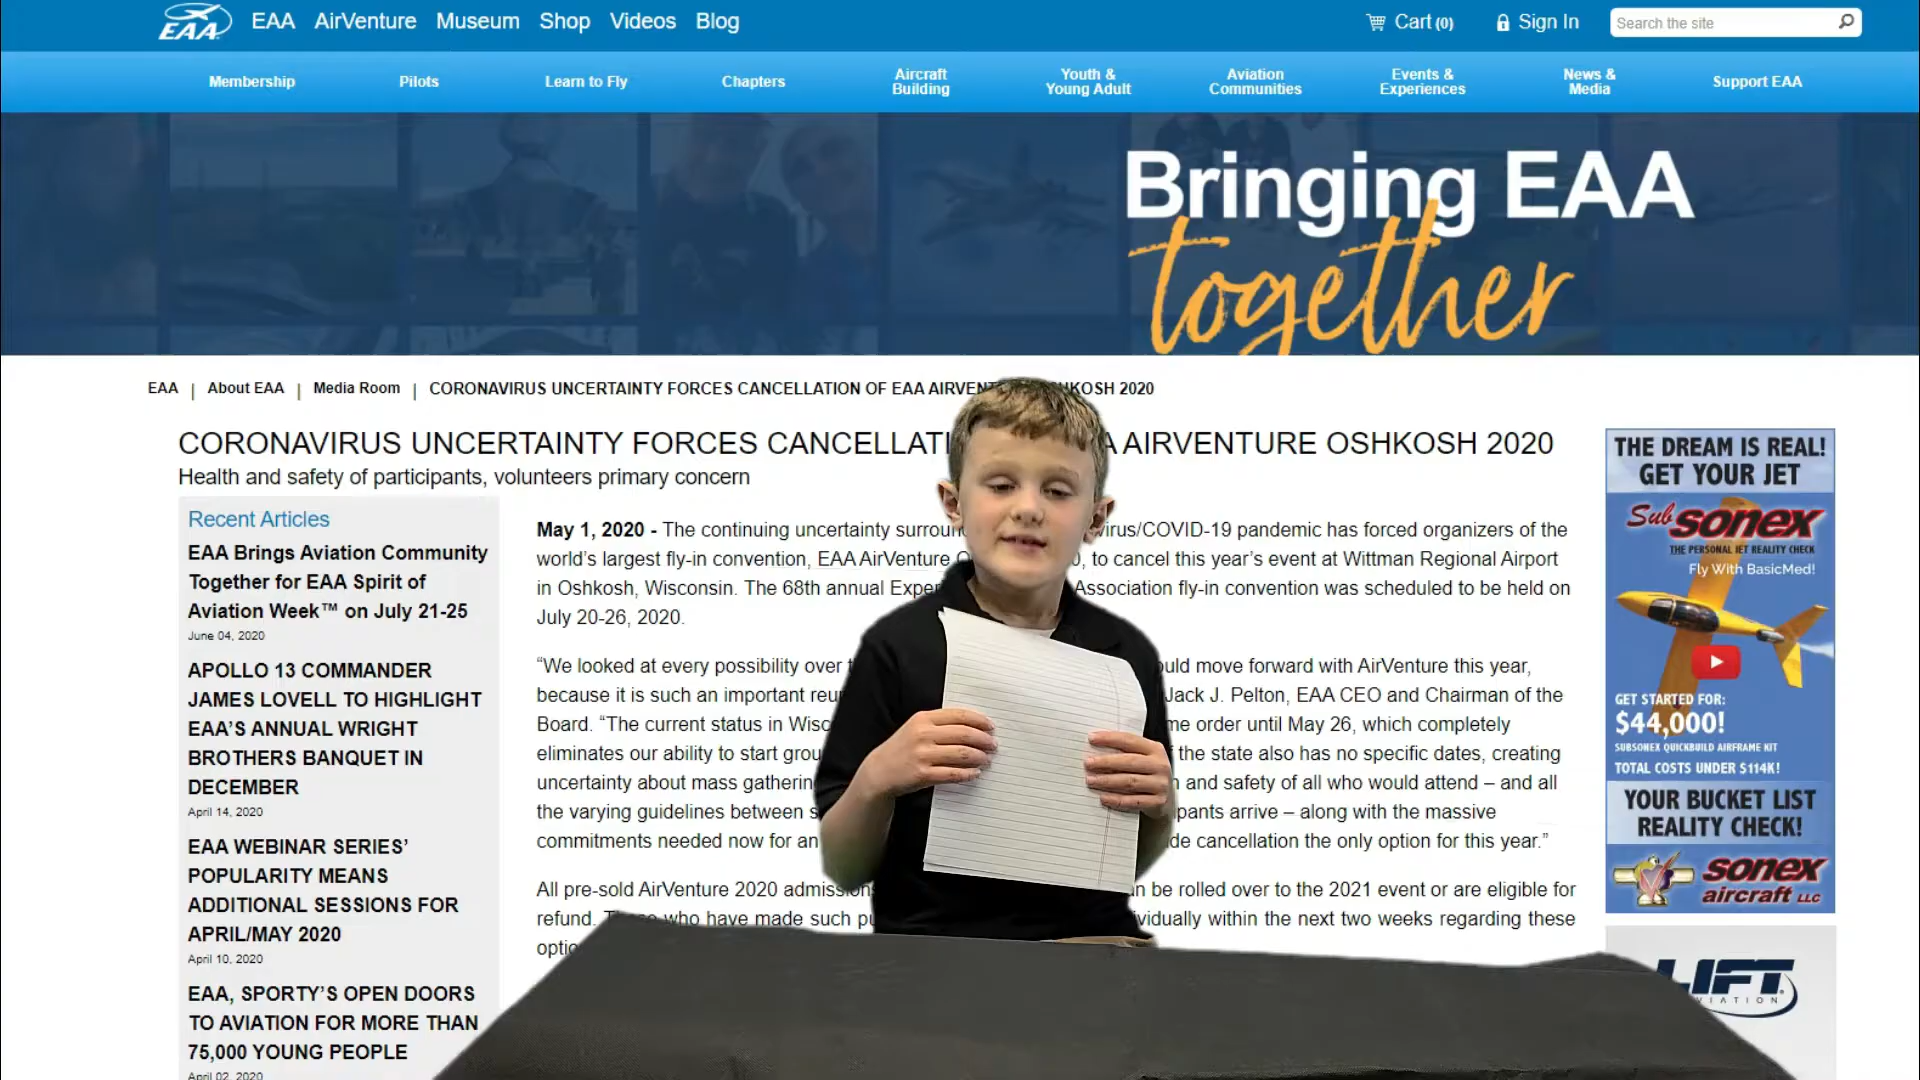 EAA
EAA AirVenture Museum Shop Videos Blog
Cart (0) Sign In Search the site
Membership Pilots Learn to Fly Chapters Aircraft Building Youth & Young Adult Aviation Communities Events & Experiences News & Media Support EAA
Bringing EAA
together
EAA | About EAA | Media Room | CORONAVIRUS UNCERTAINTY FORCES CANCELLATION OF EAA AIRVENT KOSH 2020
CORONAVIRUS UNCERTAINTY FORCES CANCELLATI A AIRVENTURE OSHKOSH 2020
Health and safety of participants, volunteers primary concern
Recent Articles
EAA Brings Aviation Community
Together for EAA Spirit of
Aviation Week™ on July 21-25
June 04, 2020
APOLLO 13 COMMANDER
JAMES LOVELL TO HIGHLIGHT
EAA'S ANNUAL WRIGHT
BROTHERS BANQUET IN
DECEMBER
April 14, 2020
EAA WEBINAR SERIES'
POPULARITY MEANS
ADDITIONAL SESSIONS FOR
APRIL/MAY 2020
April 10, 2020
EAA, SPORTY'S OPEN DOORS
TO AVIATION FOR MORE THAN
75,000 YOUNG PEOPLE
April 02, 2020
May 1, 2020 - The continuing uncertainty surroun virus/COVID-19 pandemic has forced organizers of the
world's largest fly-in convention, EAA AirVenture O 0, to cancel this year's event at Wittman Regional Airport
in Oshkosh, Wisconsin. The 68th annual Expe Association fly-in convention was scheduled to be held on
July 20-26, 2020.
“We looked at every possibility over t uld move forward with AirVenture this year,
because it is such an important reu Jack J. Pelton, EAA CEO and Chairman of the
Board. “The current status in Wisc me order until May 26, which completely
eliminates our ability to start grou the state also has no specific dates, creating
uncertainty about mass gatherin and safety of all who would attend – and all
the varying guidelines between s pants arrive – along with the massive
commitments needed now for an de cancellation the only option for this year.”
All pre-sold AirVenture 2020 admissions n be rolled over to the 2021 event or are eligible for
refund. who have made such pu vidually within the next two weeks regarding these
optio
THE DREAM IS REAL!
GET YOUR JET
Subsonex
THE PERSONAL JET REALITY CHECK
Fly With BasicMed!
GET STARTED FOR:
$44,000!
SUBSONEX QUICKBUILD AIRFRAME KIT
TOTAL COSTS UNDER $114K!
YOUR BUCKET LIST
REALITY CHECK!
sonex
aircraft LLC
LIFT
AVIATION